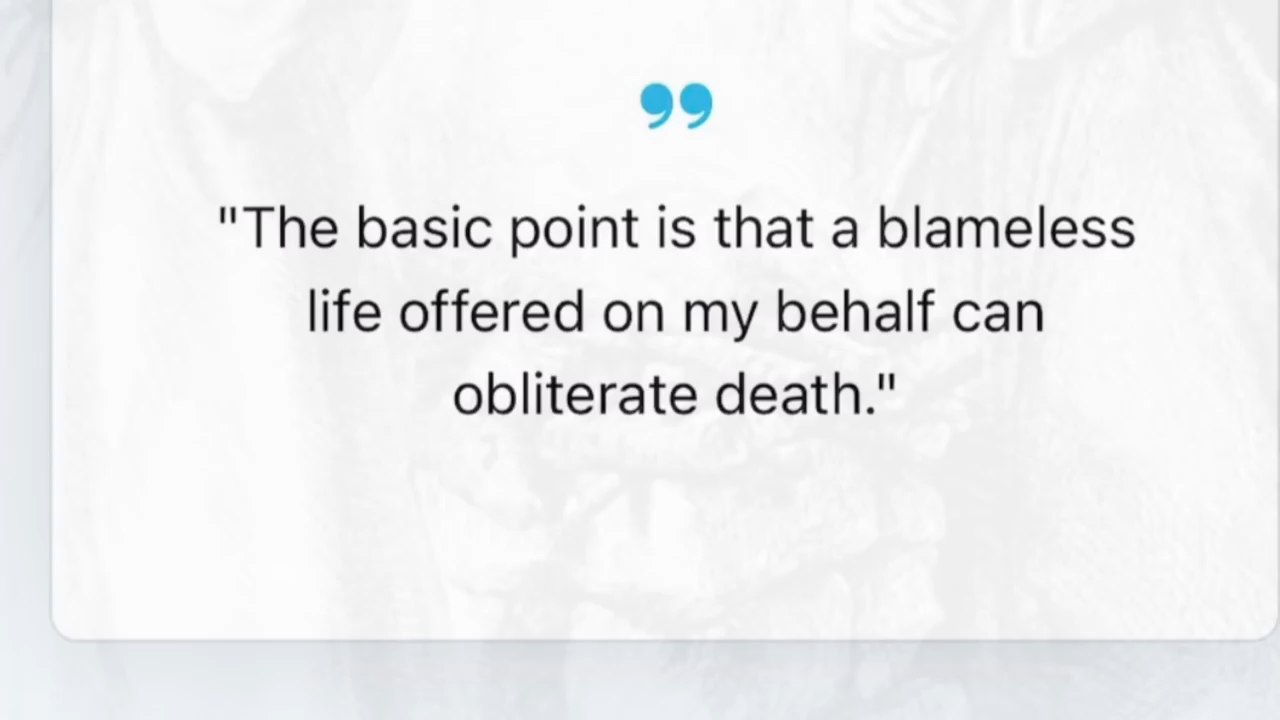 ”
"The basic point is that a blameless
life offered on my behalf can
obliterate death."